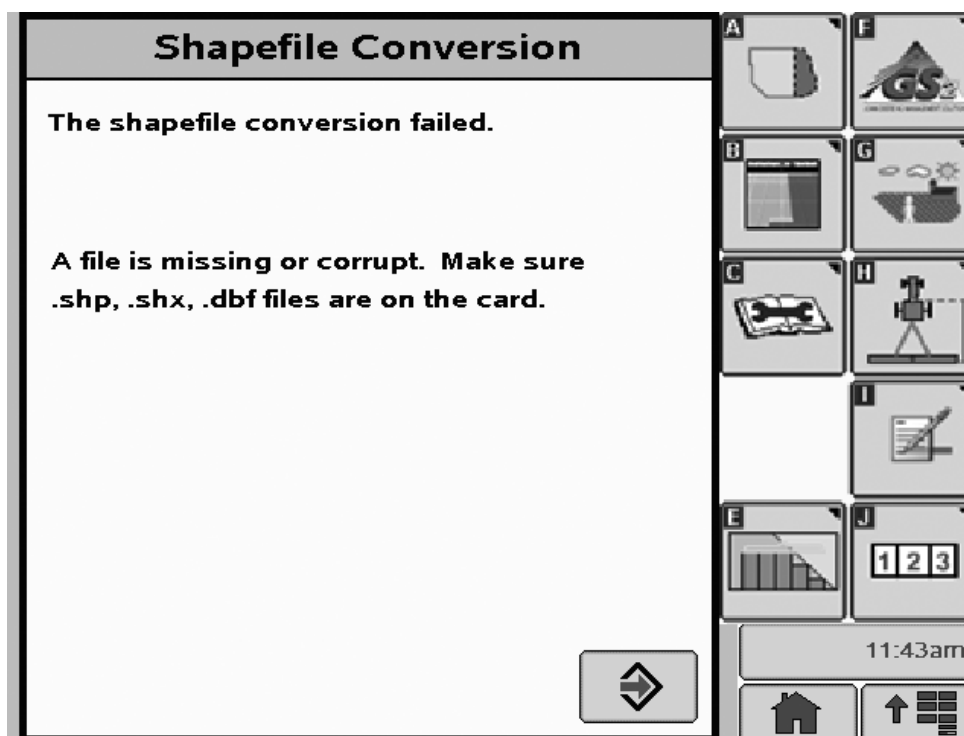 Shapefile Conversion
The shapefile conversion failed.
A file is missing or corrupt.  Make sure
.shp, .shx, .dbf files are on the card.
A
F
GS2
B
G
C
H
I
E
J
1 2 3
11:43am